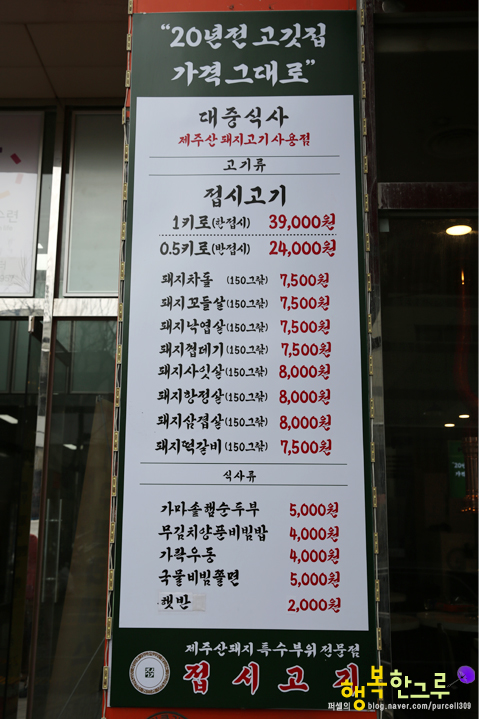 “20년전 고깃집
가격 그대로”
대중식사
제주산 돼지고기 사용점
고기류
접시고기
1키로(한접시) 39,000원
0.5키로(반접시) 24,000원
돼지차돌 (150그람) 7,500원
돼지꼬들살(150그람) 7,500원
돼지낙엽살(150그람) 7,500원
돼지껍데기(150그람) 7,500원
돼지사잇살(150그람) 8,000원
돼지항정살(150그람) 8,000원
돼지삼겹살(150그람) 8,000원
돼지떡갈비(150그람) 7,500원
식사류
가마솥햄순두부 5,000원
무김치양푼비빔밥 4,000원
가락우동 4,000원
국물비빔쫄면 5,000원
햇반 2,000원
제주산돼지 특수부위 전문점
접시고기
행복한그루
퍼셀의 blog.naver.com/purcell309